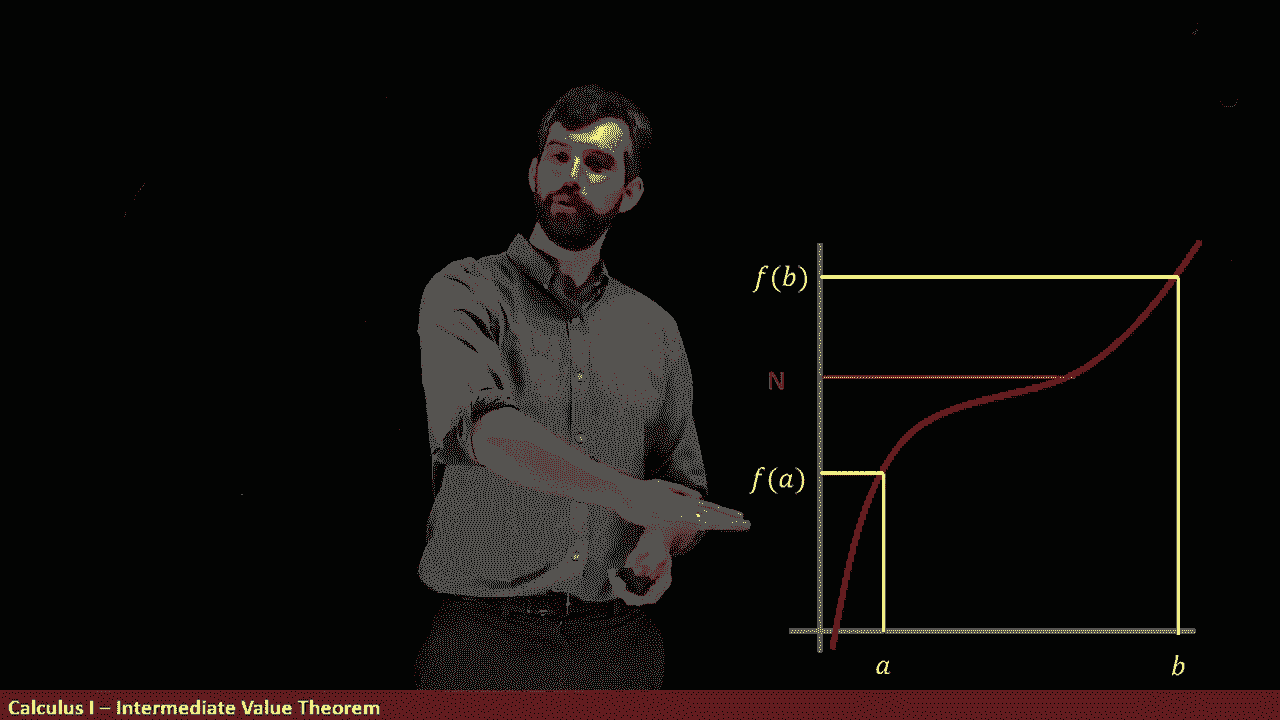 f(b)
N
f(a)
a
b
Calculus I – Intermediate Value Theorem